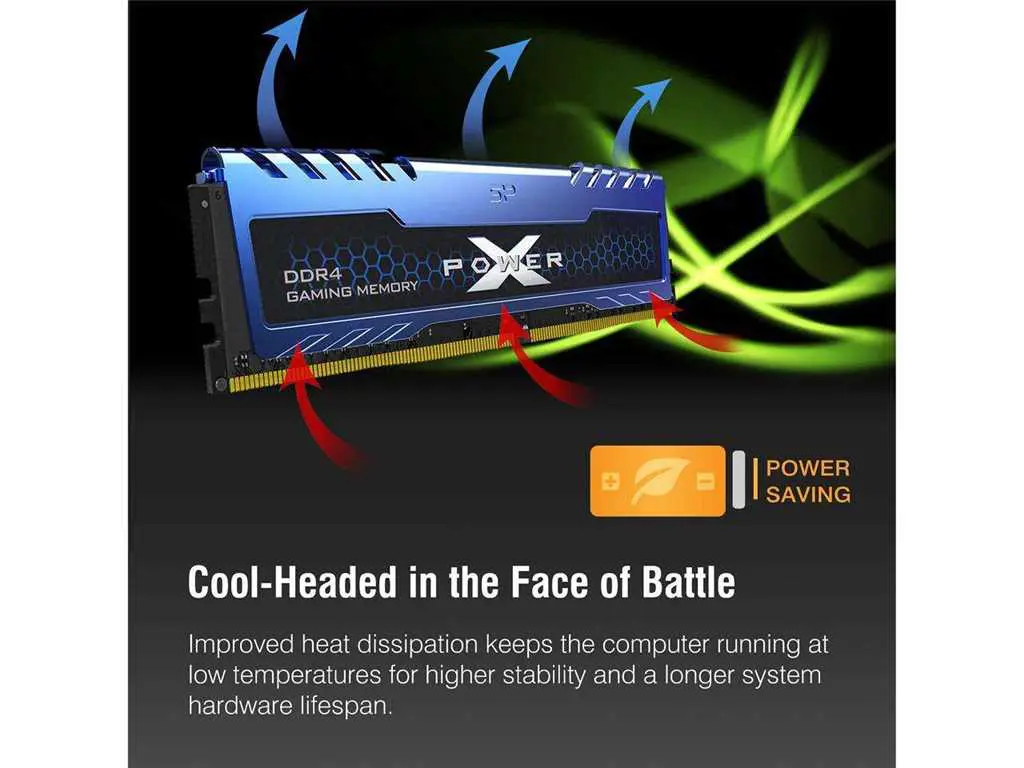 SP
XPOWER
DDR4
GAMING MEMORY
POWER
SAVING
Cool-Headed in the Face of Battle
Improved heat dissipation keeps the computer running at
low temperatures for higher stability and a longer system
hardware lifespan.